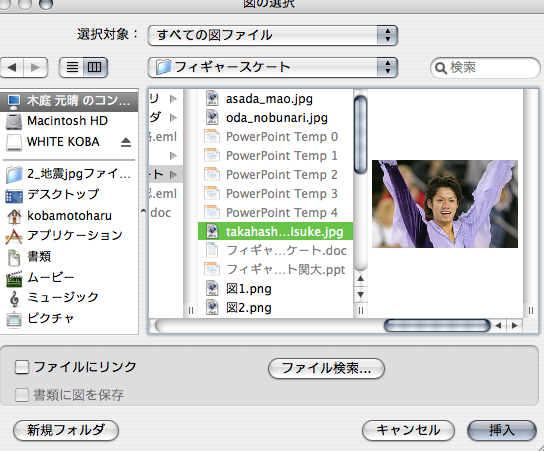 図の選択
選択対象： すべての図ファイル
フィギャースケート
検索
木庭 元晴 のコン...
Macintosh HD
WHITE KOBA
2_地震jpgファイ...
デスクトップ
kobamotoharu
アプリケーション
書類
ムービー
ミュージック
ピクチャ
リ
.eml
ート
.eml
.doc
asada_mao.jpg
oda_nobunari.jpg
PowerPoint Temp 0
PowerPoint Temp 1
PowerPoint Temp 2
PowerPoint Temp 3
PowerPoint Temp 4
takahash...isuke.jpg
フィギャ...ケート.doc
フィギャ...ト関大.ppt
図1.png
図2.png
ファイルにリンク
書類に図を保存
ファイル検索...
新規フォルダ
キャンセル
挿入